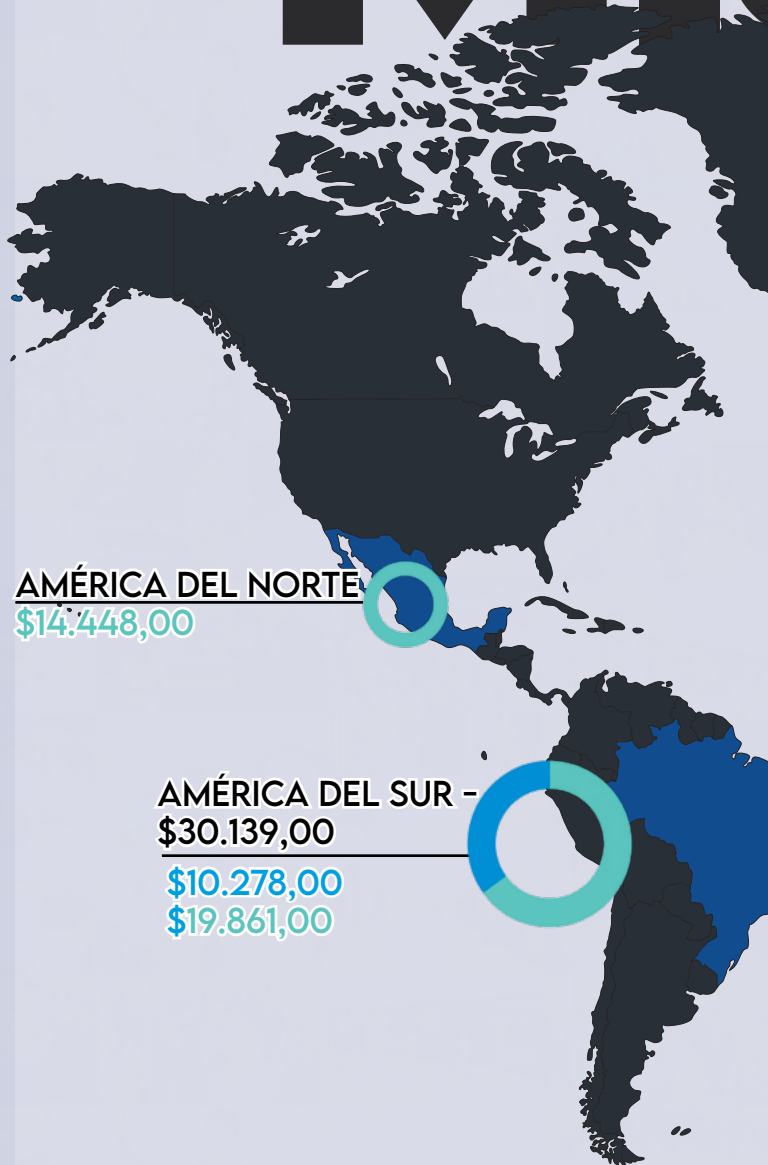 AMÉRICA DEL NORTE
$14.448,00
AMÉRICA DEL SUR -
$30.139,00
$10.278,00
$19.861,00